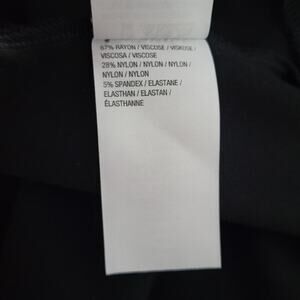 67% RAYON / VISCOSE / VISKOSE /
VISCOSA / VISCOSE
28% NYLON / NYLON / NYLON /
NYLON / NYLON
5% SPANDEX / ELASTANE /
ELASTHAN / ELASTAN /
ÉLASTHANNE